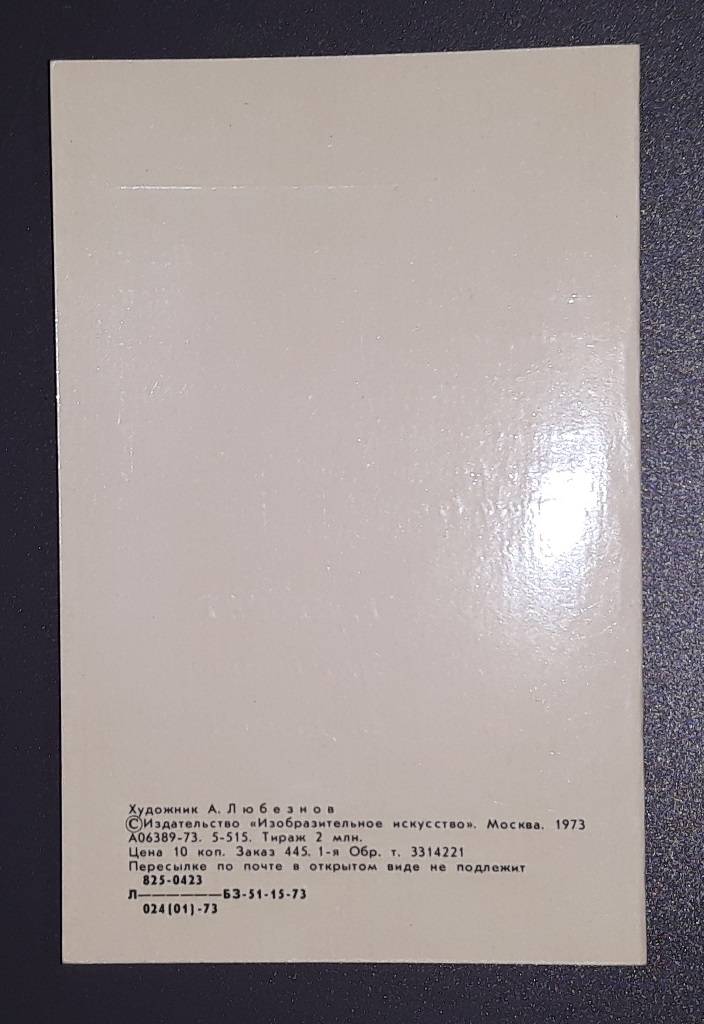 Художник А. Любезнов
©Издательство «Изобразительное искусство». Москва. 1973
А06389-73. 5-515. Тираж 2 млн.
Цена 10 коп. Заказ 445. 1-я Обр. т. 3314221
Пересылке по почте в открытом виде не подлежит
825-0423
Л——————БЗ-51-15-73
024(01)-73